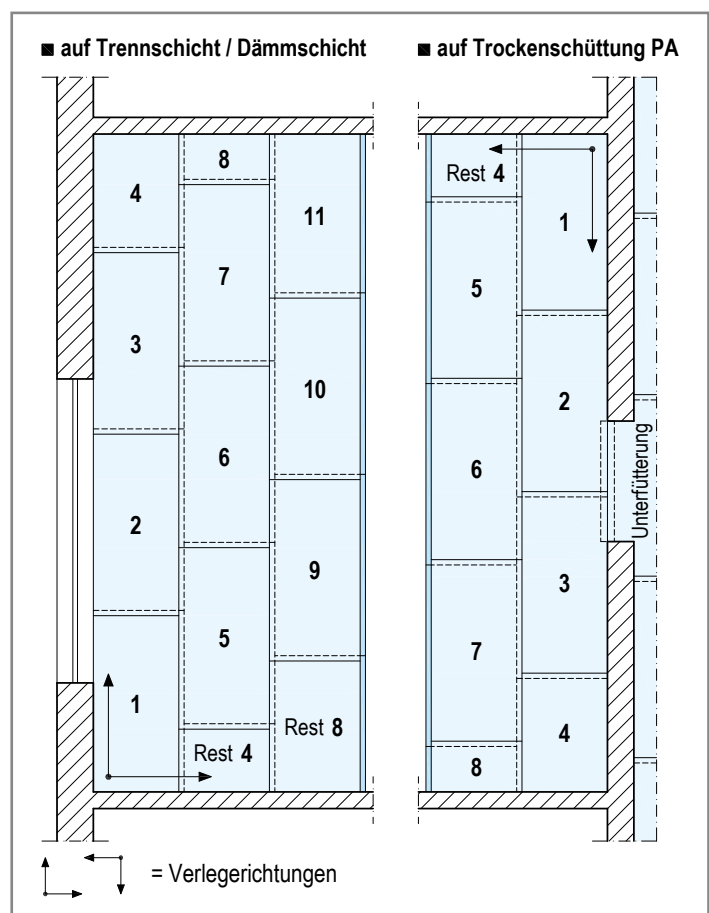 ■ auf Trennschicht / Dämmschicht
■ auf Trockenschüttung PA
4
8
11
3
7
10
2
6
9
1
5
Rest 4
Rest 8
Rest 4
1
5
2
6
3
7
4
8
Unterfütterung
= Verlegerichtungen